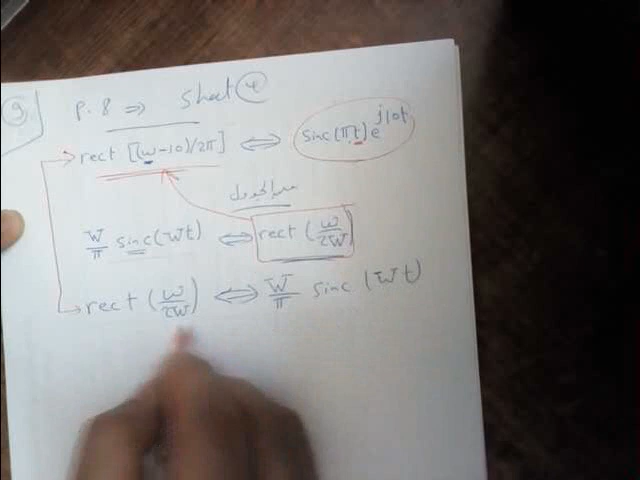 9
P. 8 ⇒ Sheet ④
rect [(ω-10)/2π] ⇔ sinc(πt)e^j10t
من الجدول
W/π sinc(Wt) ⇔ rect (ω/2W)
rect (ω/2W) ⇔ W/π sinc (Wt)